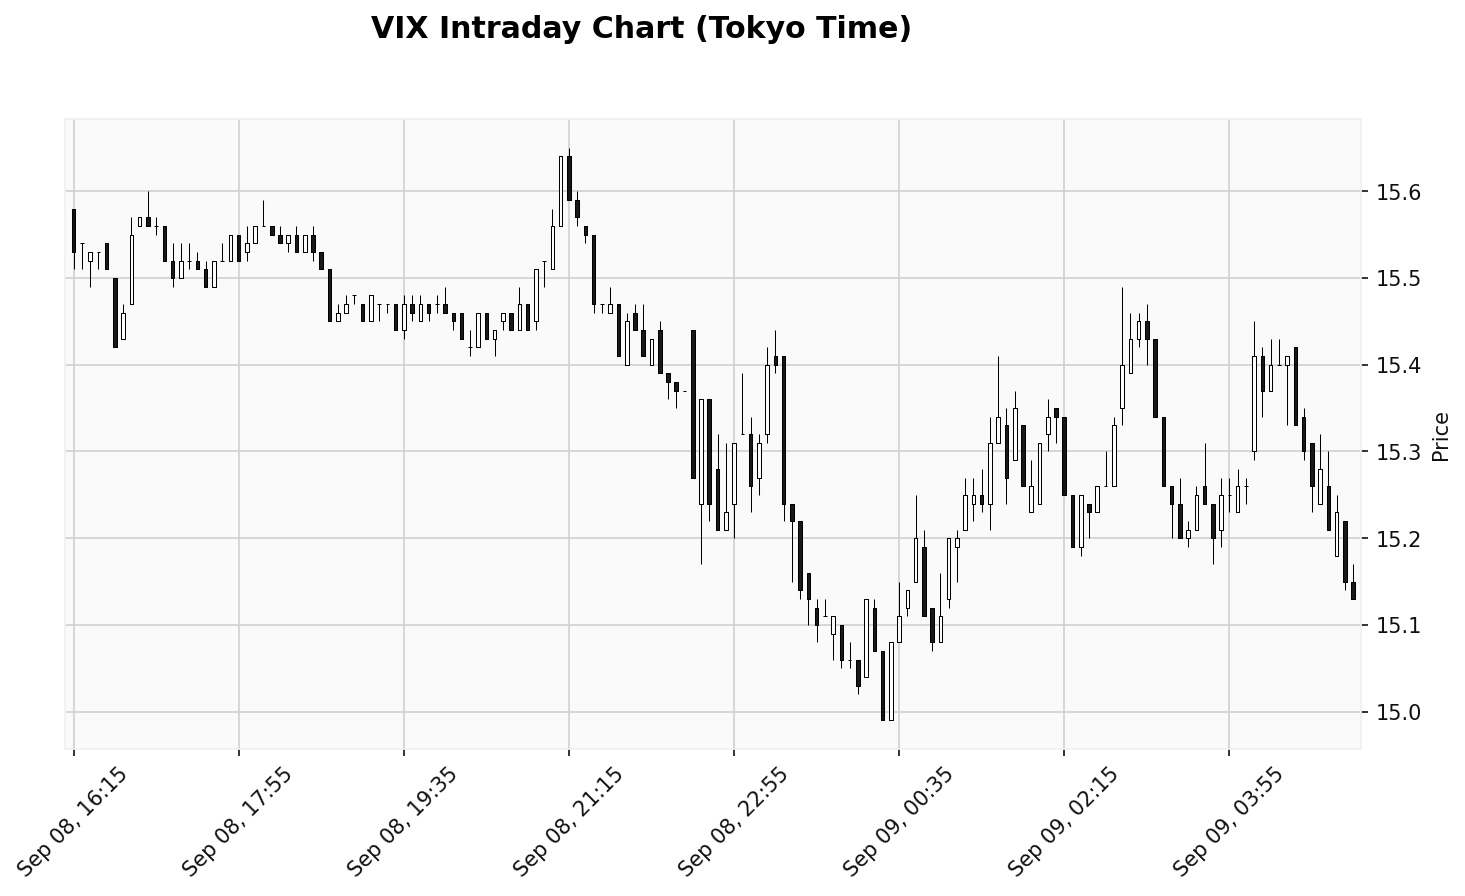 VIX Intraday Chart (Tokyo Time)
15.6
15.5
15.4
15.3
15.2
15.1
15.0
Price
Sep 08, 16:15
Sep 08, 17:55
Sep 08, 19:35
Sep 08, 21:15
Sep 08, 22:55
Sep 09, 00:35
Sep 09, 02:15
Sep 09, 03:55